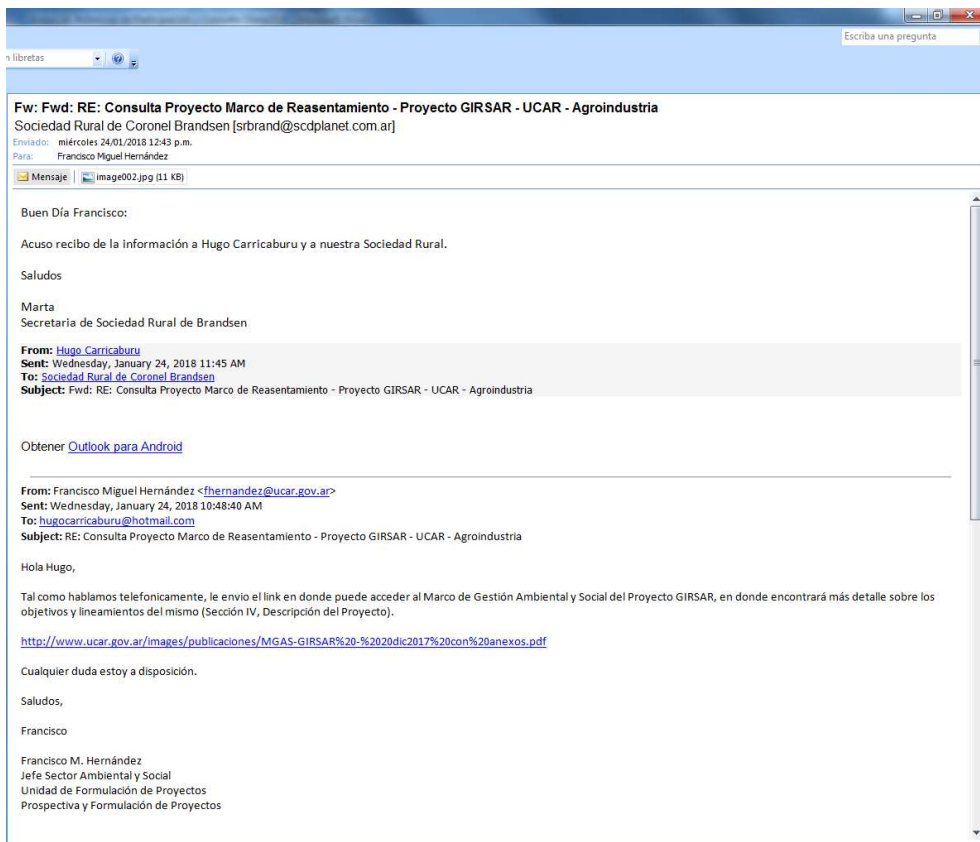 Escriba una pregunta
n libretas
Fw: Fwd: RE: Consulta Proyecto Marco de Reasentamiento - Proyecto GIRSAR - UCAR - Agroindustria
Sociedad Rural de Coronel Brandsen [srbrand@scdplanet.com.ar]
Enviado: miércoles 24/01/2018 12:43 p.m.
Para: Francisco Miguel Hernández
Mensaje image002.jpg (11 KB)
Buen Día Francisco:
Acuso recibo de la información a Hugo Carricaburu y a nuestra Sociedad Rural.
Saludos
Marta
Secretaria de Sociedad Rural de Brandsen
From: Hugo Carricaburu
Sent: Wednesday, January 24, 2018 11:45 AM
To: Sociedad Rural de Coronel Brandsen
Subject: Fwd: RE: Consulta Proyecto Marco de Reasentamiento - Proyecto GIRSAR - UCAR - Agroindustria
Obtener Outlook para Android
From: Francisco Miguel Hernández <fhernandez@ucar.gov.ar>
Sent: Wednesday, January 24, 2018 10:48:40 AM
To: hugocarricaburu@hotmail.com
Subject: RE: Consulta Proyecto Marco de Reasentamiento - Proyecto GIRSAR - UCAR - Agroindustria
Hola Hugo,
Tal como hablamos telefonicamente, le envio el link en donde puede acceder al Marco de Gestión Ambiental y Social del Proyecto GIRSAR, en donde encontrará más detalle sobre los
objetivos y lineamientos del mismo (Sección IV, Descripción del Proyecto).
http://www.ucar.gov.ar/images/publicaciones/MGAS-GIRSAR%20-%2020dic2017%20con%20anexos.pdf
Cualquier duda estoy a disposición.
Saludos,
Francisco
Francisco M. Hernández
Jefe Sector Ambiental y Social
Unidad de Formulación de Proyectos
Prospectiva y Formulación de Proyectos